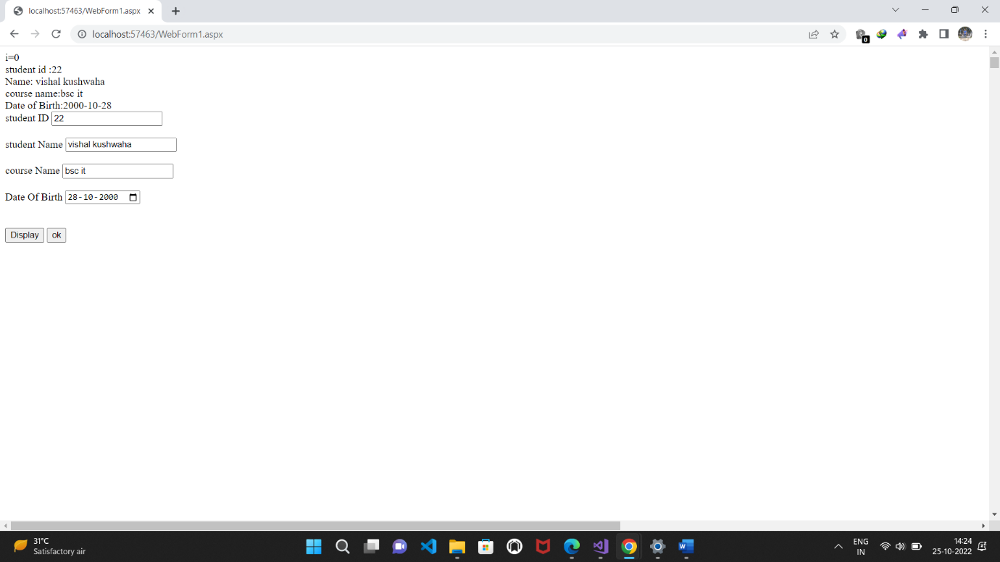 localhost:57463/WebForm1.aspx
localhost:57463/WebForm1.aspx
0
i=0
student id :22
Name: vishal kushwaha
course name:bsc it
Date of Birth:2000-10-28
student ID 22
student Name vishal kushwaha
course Name bsc it
Date Of Birth 28-10-2000
Display ok
31°C
Satisfactory air
ENG
IN
14:24
25-10-2022